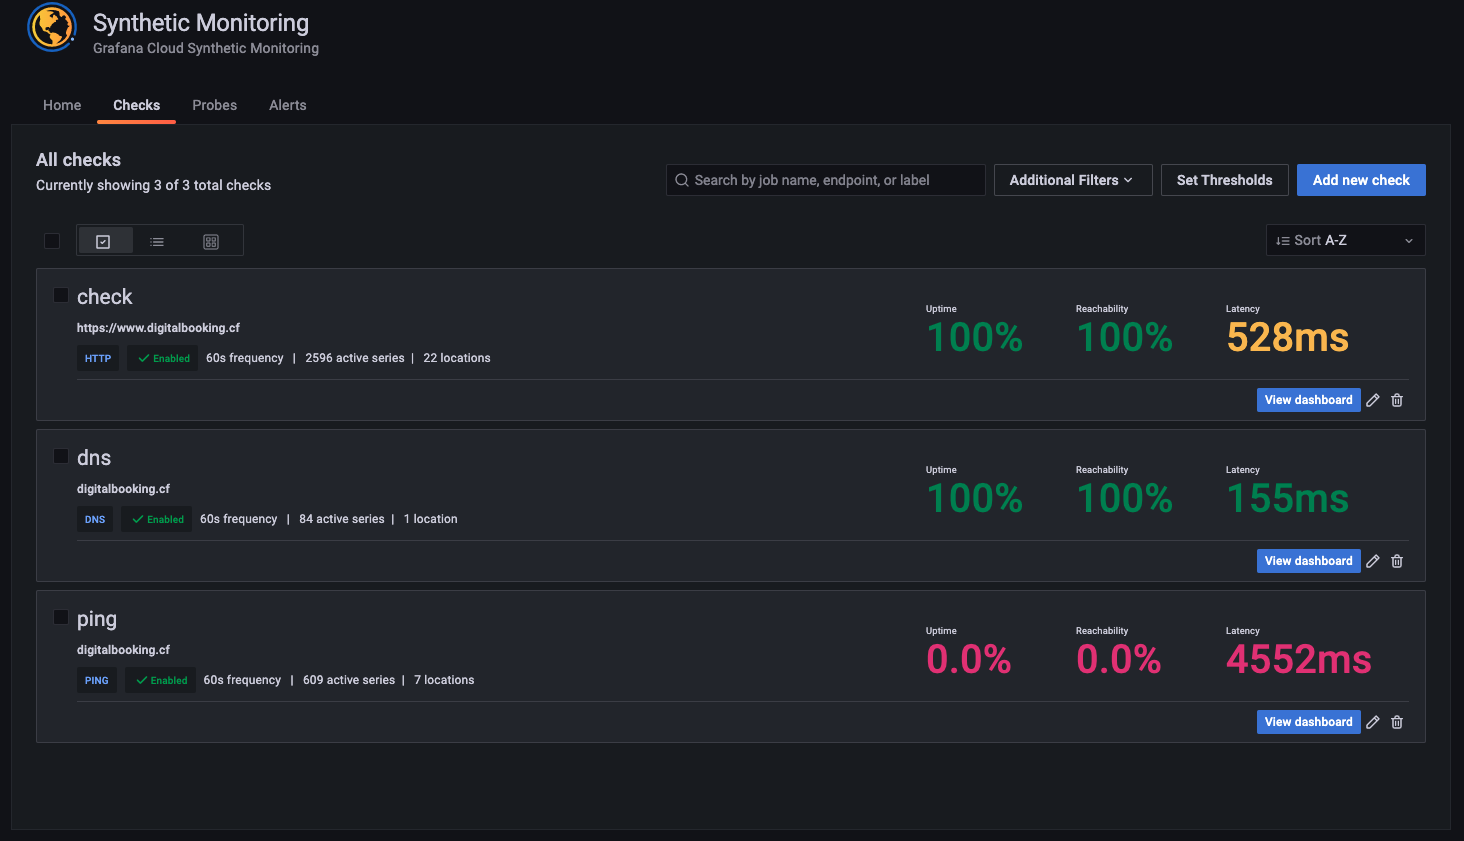 Synthetic Monitoring
Grafana Cloud Synthetic Monitoring
Home Checks Probes Alerts
All checks
Currently showing 3 of 3 total checks
Search by job name, endpoint, or label Additional Filters Set Thresholds Add new check
Sort A-Z
check
https://www.digitalbooking.cf
HTTP Enabled 60s frequency | 2596 active series | 22 locations
Uptime Reachability Latency
100% 100% 528ms
View dashboard
dns
digitalbooking.cf
DNS Enabled 60s frequency | 84 active series | 1 location
Uptime Reachability Latency
100% 100% 155ms
View dashboard
ping
digitalbooking.cf
PING Enabled 60s frequency | 609 active series | 7 locations
Uptime Reachability Latency
0.0% 0.0% 4552ms
View dashboard